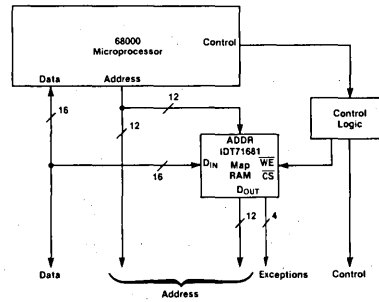 68000
Microprocessor
Control
Data
Address
16
12
12
ADDR
IDT71681
DIN
Map
RAM
WE
CS
DOUT
Control
Logic
16
12
4
Data
Address
Exceptions
Control